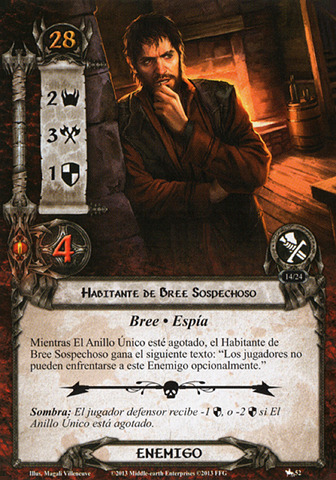 28
2
3
1
4
14/24
Habitante de Bree Sospechoso
Bree • Espía
Mientras El Anillo Único esté agotado, el Habitante de
Bree Sospechoso gana el siguiente texto: “Los jugadores no
pueden enfrentarse a este Enemigo opcionalmente.”
Sombra: El jugador defensor recibe -1 , o -2 si El
Anillo Único está agotado.
ENEMIGO
Illus. Magali Villeneuve ©2013 Middle-earth Enterprises ©2013 FFG 52